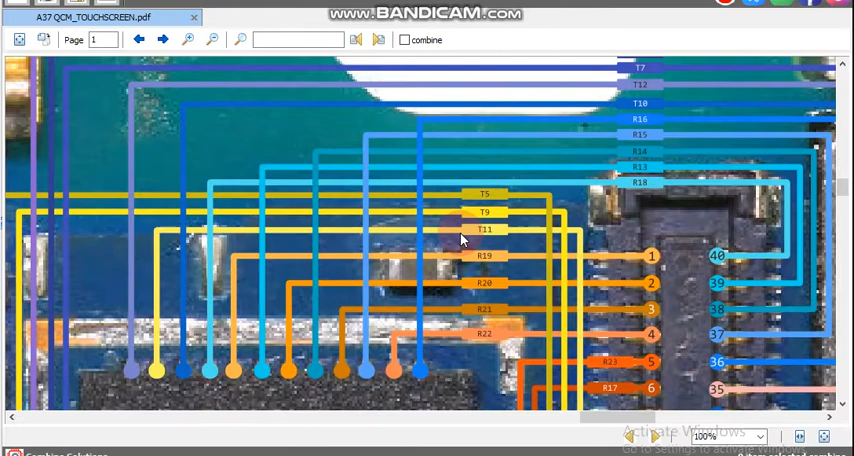 www.BANDICAM.com
A37 QCM_TOUCHSCREEN.pdf
Page 1
combine
T7
T12
T10
R16
R15
R14
R13
R18
T5
T9
T11
R19 1 40
R20 2 39
R21 3 38
R22 4 37
R23 5 36
R17 6 35
100%
Activate Windows
Go to Settings to activate Windows